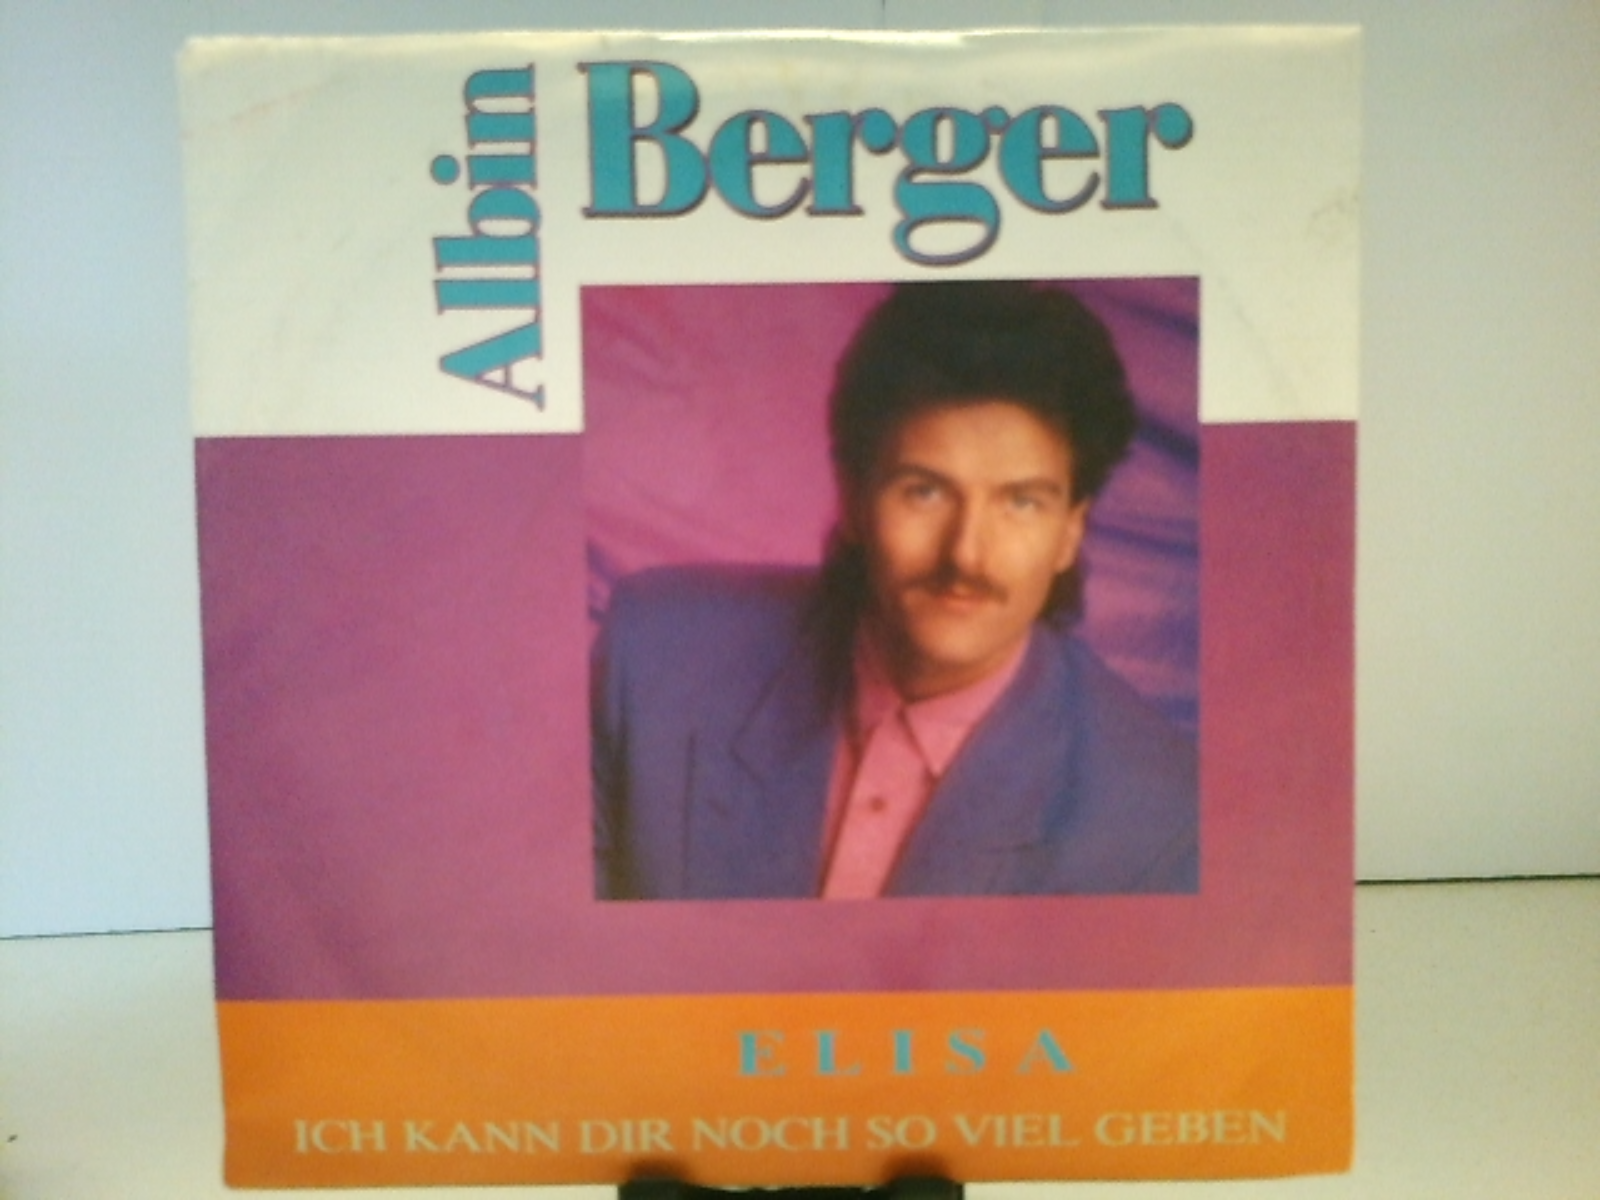 Albin
Berger
ELISA
ICH KANN DIR NOCH SO VIEL GEBEN